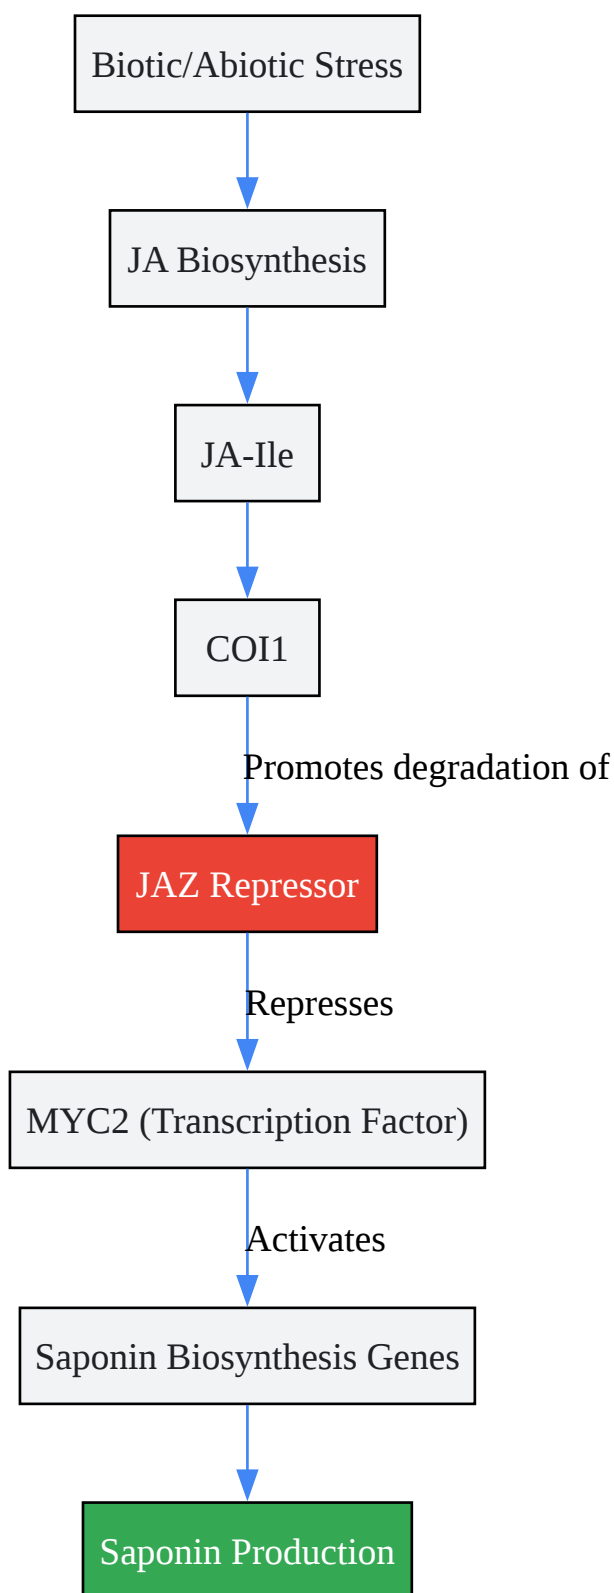 Biotic/Abiotic Stress
JA Biosynthesis
JA-Ile
COI1
Promotes degradation of
JAZ Repressor
Represses
MYC2 (Transcription Factor)
Activates
Saponin Biosynthesis Genes
Saponin Production